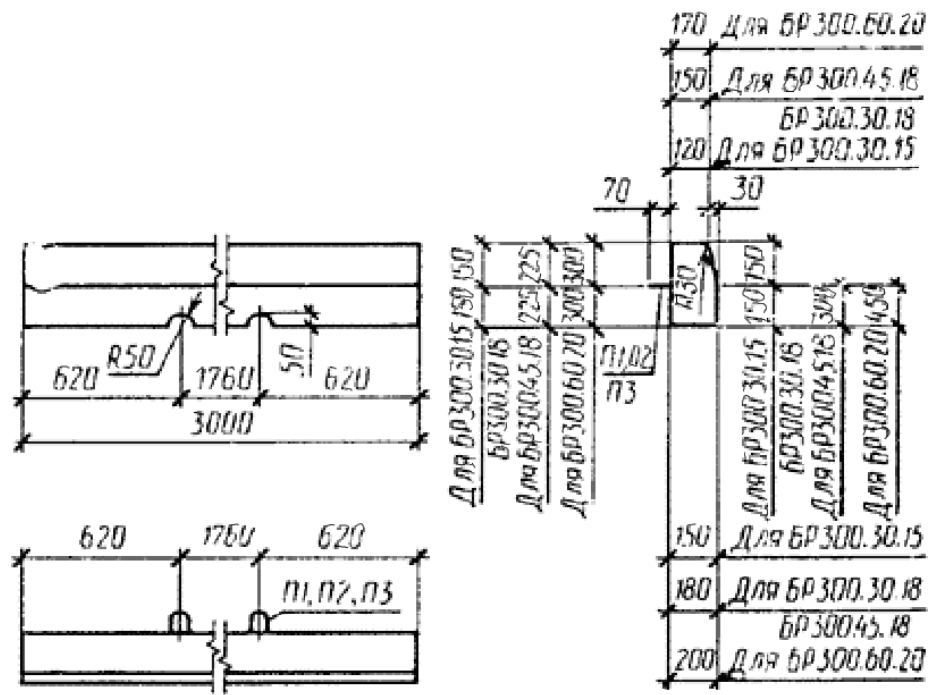 170 Для БР300.60.20
150 Для БР300.45.18
БР300.30.18
120 Для БР300.30.15
70
30
150
150
Для БР300.30.15
БР300.30.18
225
225
Для БР300.45.18
300
300
Для БР300.60.20
R30
П1,П2
П3
150
150
Для БР300.30.15
БР300.30.18
300
Для БР300.45.18
450
Для БР300.60.20
R50
50
620
1760
620
3000
620
1760
620
П1,П2,П3
150 Для БР300.30.15
180 Для БР300.30.18
БР300.45.18
200 Для БР300.60.20